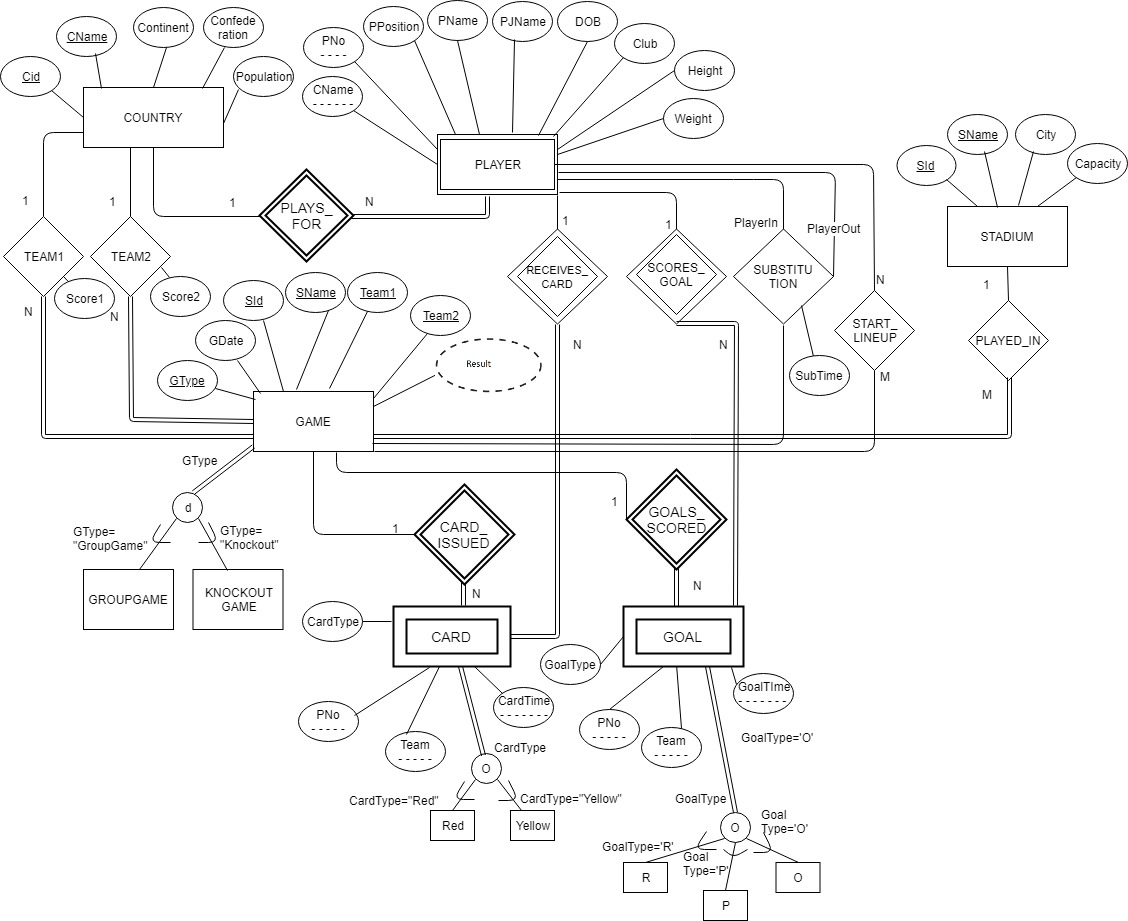 Cid
CName
Continent
Confede
ration
Population
COUNTRY
PNo
- - - -
CName
- - - - - -
PPosition
PName
PJName
DOB
Club
Height
Weight
PLAYER
SId
SName
City
Capacity
STADIUM
1
1
1
PLAYS_
FOR
N
TEAM1
TEAM2
Score1
Score2
N
N
1
RECEIVES_
CARD
N
1
SCORES_
GOAL
N
PlayerIn
PlayerOut
SUBSTITU
TION
SubTime
N
START_
LINEUP
M
1
PLAYED_IN
M
GType
GDate
SId
SName
Team1
Team2
Result
GAME
GType
d
GType=
"GroupGame"
GType=
"Knockout"
GROUPGAME
KNOCKOUT
GAME
1
CARD_
ISSUED
N
1
GOALS_
SCORED
N
CardType
CARD
PNo
- - - - -
Team
- - - - -
CardTime
- - - - - - -
CardType
O
CardType="Red"
CardType="Yellow"
Red
Yellow
GoalType
GOAL
PNo
- - - - -
Team
- - - - -
GoalTIme
- - - - - - -
GoalType='O'
GoalType
O
Goal
Type='O'
GoalType='R'
Goal
Type='P'
R
P
O